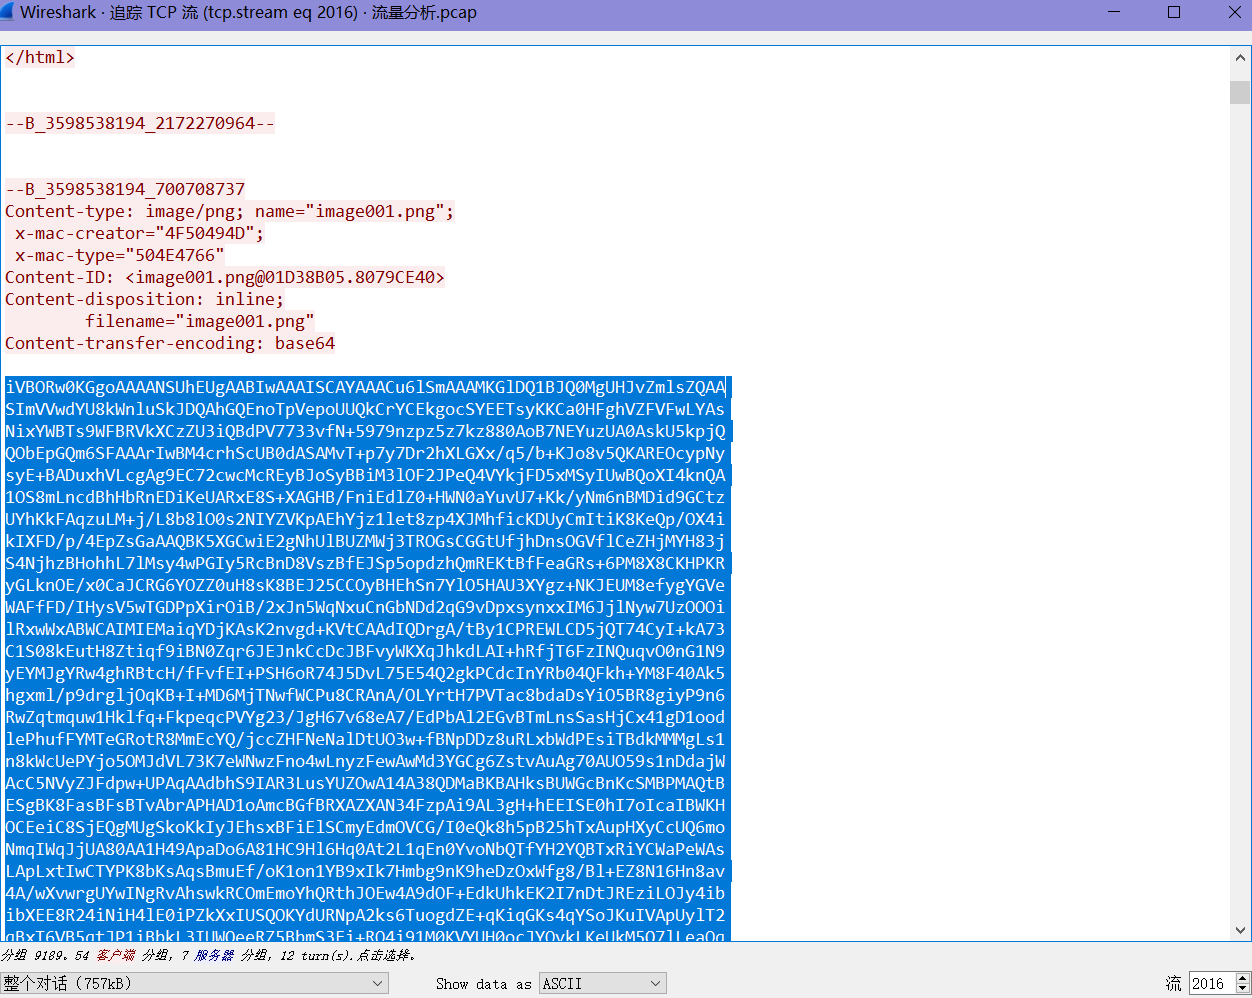 Wireshark · 追踪 TCP 流 (tcp.stream eq 2016) · 流量分析.pcap
</html>
--B_3598538194_2172270964--
--B_3598538194_700708737
Content-type: image/png; name="image001.png";
x-mac-creator="4F50494D";
x-mac-type="504E4766"
Content-ID: <image001.png@01D38B05.8079CE40>
Content-disposition: inline;
filename="image001.png"
Content-transfer-encoding: base64
iVBORw0KGgoAAAANSUhEUgAABIwAAAISCAYAAACu6lSmAAAMKGlDQ1BJQ0MgUHJvZmlsZQAA
SImVVwdYU8kWnluSkJDQAhGQEnoTpVepoUUQkCrYCEkgocSYEETsyKKCa0HFghVZFVFwLYAs
NixYWBTs9WFBRVkXCzZU3iQBdPV7733vfN+5979nzpz5z7kz880AoB7NEYuzUA0AskU5kpjQ
QObEpGQm6SFAAArIwBM4crhScUB0dASAMvT+p7y7Dr2hXLGXx/q5/b+KJo8v5QKAREOcypNy
syE+BADuxhVLcgAg9EC72cwcMcREyBJoSyBBiM3lOF2JPeQ4VYkjFD5xMSyIUwBQoXI4knQA
1OS8mLncdBhHbRnEDiKeUARxE8S+XAGHB/FniEdlZ0+HWN0aYuvU7+Kk/yNm6nBMDid9GCtz
UYhKkFAqzuLM+j/L8b8lO0s2NIYZVKpAEhYjz1let8zp4XJMhficKDUyCmItiK8KeQp/OX4i
kIXFD/p/4EpZsGaAAQBK5XGCwiE2gNhUlBUZMWj3TROGsCGGtUfjhDnsOGVflCeZHjMYH83j
S4NjhzBHohhL7lMsy4wPGIy5RcBnD8VszBfEJSp5opdzhQmREKtBfFeaGRs+6PM8X8CKHPKR
yGLknOE/x0CaJCRG6YOZZ0uH8sK8BEJ25CCOyBHEhSn7YlO5HAU3XYgz+NKJEUM8efygYGVe
WAFfFD/IHysV5wTGDPpXirOiB/2xJn5WqNxuCnGbNDd2qG9vDpxsynxxIM6JjlNyw7UzOOOi
lRxwWxABWCAIMIEMaiqYDjKAsK2nvgd+KVtCAAdIQDrgA/tBy1CPREWLCD5jQT74CyI+kA73
C1S08kEutH8Ztiqf9iBN0Zqr6JEJnkCcDcJBFvyWKXqJhkdLAI+hRfjT6FzINQuqvO0nG1N9
yEYMJgYRw4ghRBtcH/fFvfEI+PSH6oR74J5DvL75E54Q2gkPCdcInYRb04QFkh+YM8F40Ak5
hgxml/p9drgljOqKB+I+MD6MjTNwfWCPu8CRAnA/OLYrtH7PVTac8bdaDsYiO5BR8giyP9n6
RwZqtmquw1Hklfq+FkpeqcPVYg23/JgH67v68eA7/EdPbAl2EGvBTmLnsSasHjCx41gD1ood
lePhufFYMTeGRotR8MmEcYQ/jccZHFNeNalDtUO3w+fBNpDDz8uRLxbWdPEsiTBdkMMMgLs1
n8kWcUePYjo5OMJdVL73K7eWNwzFno4wLnyzFewAwMd3YGCg6ZstvAuAg70AUO59s1nDdajW
AcC5NVyZJFdpw+UPAqAAdbhS9IAR3LusYUZOwA14A38QDMaBKBAHksBUWGcBnKcSMBPMAQtB
ESgBK8FasBFsBTvAbrAPHAD1oAmcBGfBRXAZXAN34FzpAi9AL3gH+hEEISE0hI7oIcaIBWKH
OCEeiC8SjEQgMUgSkoKkIyJEhsxBFiElSCmyEdmOVCG/I0eQk8h5pB25hTxAupHXyCcUQ6mo
NmqIWqJjUA80AA1H49ApaDo6A81HC9Hl6Hq0At2L1qEn0YvoNbQTfYH2YQBTxRiYCWaPeWAs
LApLxtIwCTYPK8bKsAqsBmuEf/oK1on1YB9xIk7Hmbg9nK9heDzOxWfg8/Bl+EZ8N16Hn8av
4A/wXvwrgUYwINgRvAhswkRCOmEmoYhQRthJOEw4A9dOF+EdkUhkEK2I7nDtJREziLOJy4ib
ibXEE8R24iNiH4lE0iPZkXxIUSQOKYdURNpA2ks6TuogdZE+qKiqGKs4qYSoJKuIVApUylT2
分组 9189。54 客户端 分组，7 服务器 分组，12 turn(s).点击选择。
整个对话 (757kB)
Show data as
ASCII
流
2016